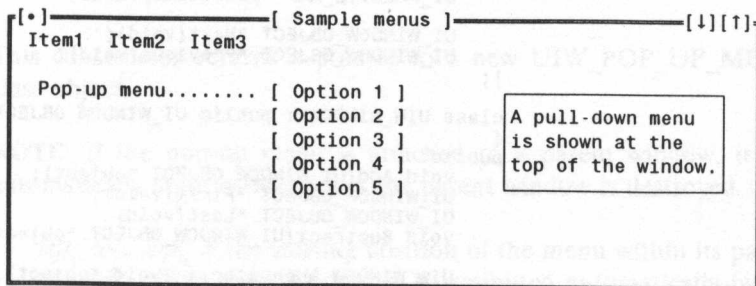 [•] [ Sample menus ] [↓][↑]
Item1 Item2 Item3
Pop-up menu......... [ Option 1 ]
[ Option 2 ]
[ Option 3 ]
[ Option 4 ]
[ Option 5 ]
A pull-down menu
is shown at the
top of the window.